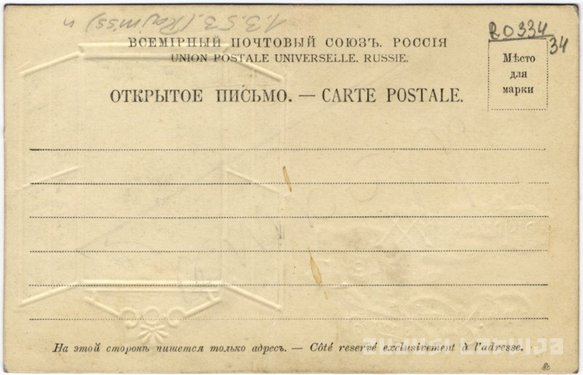 R0334
34
ВСЕМІРНЫЙ ПОЧТОВЫЙ СОЮЗЪ. РОССІЯ
UNION POSTALE UNIVERSELLE. RUSSIE.
Мѣсто
для
марки
ОТКРЫТОЕ ПИСЬМО. — CARTE POSTALE.
На этой сторонѣ пишется только адресъ. — Côté reservé exclusivement à l'adresse.